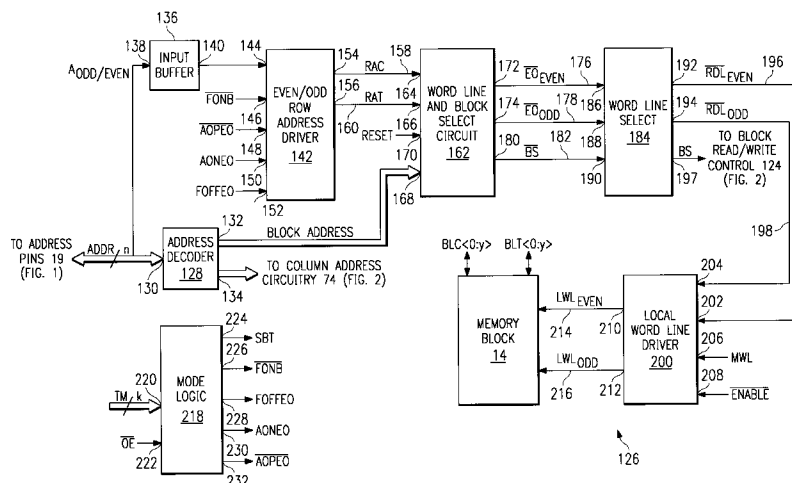 136
138
INPUT
BUFFER
140
A ODD/EVEN
144
FONB
146
AOPEO
148
AONEO
150
FOFFEO
152
EVEN/ODD
ROW
ADDRESS
DRIVER
142
154
RAC
158
156
RAT
160
164
166
RESET
170
168
WORD LINE
AND BLOCK
SELECT
CIRCUIT
162
172
EO EVEN
176
174
EO ODD
178
180
BS
182
186
188
190
WORD LINE
SELECT
184
192
RDL EVEN
196
194
RDL ODD
TO BLOCK
READ/WRITE
CONTROL 124
(FIG. 2)
BS
197
198
TO ADDRESS
PINS 19
(FIG. 1)
ADDR
n
130
ADDRESS
DECODER
128
132
BLOCK ADDRESS
134
TO COLUMN ADDRESS
CIRCUITRY 74 (FIG. 2)
BLC<0:y>
BLT<0:y>
MEMORY
BLOCK
14
LWL EVEN
214
210
LWL ODD
216
212
LOCAL
WORD LINE
DRIVER
200
204
202
206
MWL
208
ENABLE
126
TM
k
220
OE
222
MODE
LOGIC
218
224
SBT
226
FONB
FOFFEO
228
AONEO
230
AOPEO
232